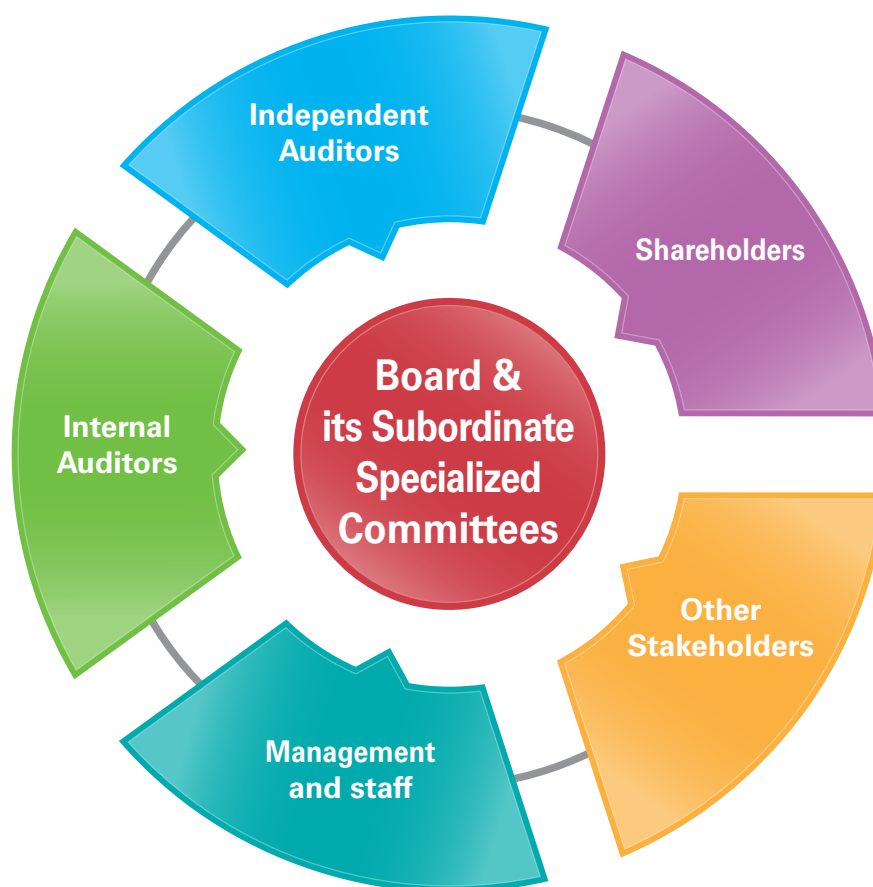 Independent
Auditors
Shareholders
Board &
its Subordinate
Specialized
Committees
Internal
Auditors
Other
Stakeholders
Management
and staff